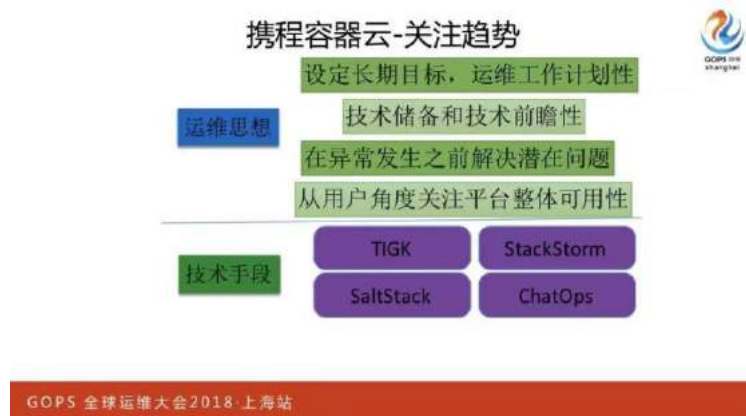 携程容器云-关注趋势
GOPS 2018
shanghai
设定长期目标，运维工作计划性
运维思想
技术储备和技术前瞻性
在异常发生之前解决潜在问题
从用户角度关注平台整体可用性
技术手段
TIGK
StackStorm
SaltStack
ChatOps
GOPS 全球运维大会2018·上海站